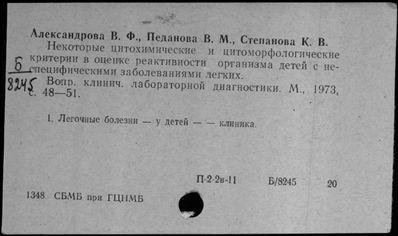 Александрова В. Ф., Педанова В. М., Степанова К. В.
Некоторые цитохимические и цитоморфологические
критерии в оценке реактивности организма детей с не-
специфическими заболеваниями легких.
Б
8245
Вопр. клинич. лабораторной диагностики. М., 1973,
с. 48—51.
1. Легочные болезни — у детей — — клиника.
П-2-2в-11 Б/8245 20
1348 СБМБ при ГЦНМБ